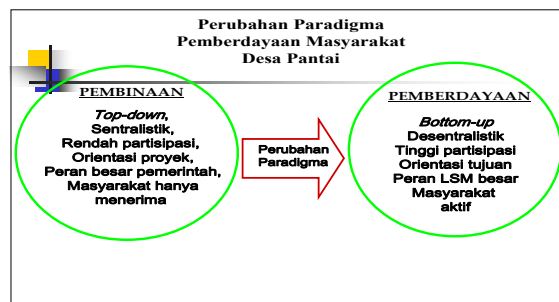 Perubahan Paradigma
Pemberdayaan Masyarakat
Desa Pantai
PEMBINAAN
Top-down,
Sentralistik,
Rendah partisipasi,
Orientasi proyek,
Peran besar pemerintah,
Masyarakat hanya
menerima
Perubahan
Paradigma
PEMBERDAYAAN
Bottom-up
Desentralistik
Tinggi partisipasi
Orientasi tujuan
Peran LSM besar
Masyarakat
aktif